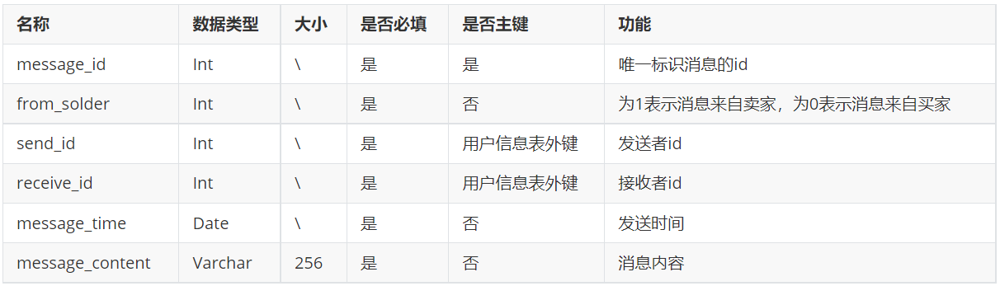 名称 数据类型 大小 是否必填 是否主键 功能
message_id Int \ 是 是 唯一标识消息的id
from_solder Int \ 是 否 为1表示消息来自卖家，为0表示消息来自买家
send_id Int \ 是 用户信息表外键 发送者id
receive_id Int \ 是 用户信息表外键 接收者id
message_time Date \ 是 否 发送时间
message_content Varchar 256 是 否 消息内容